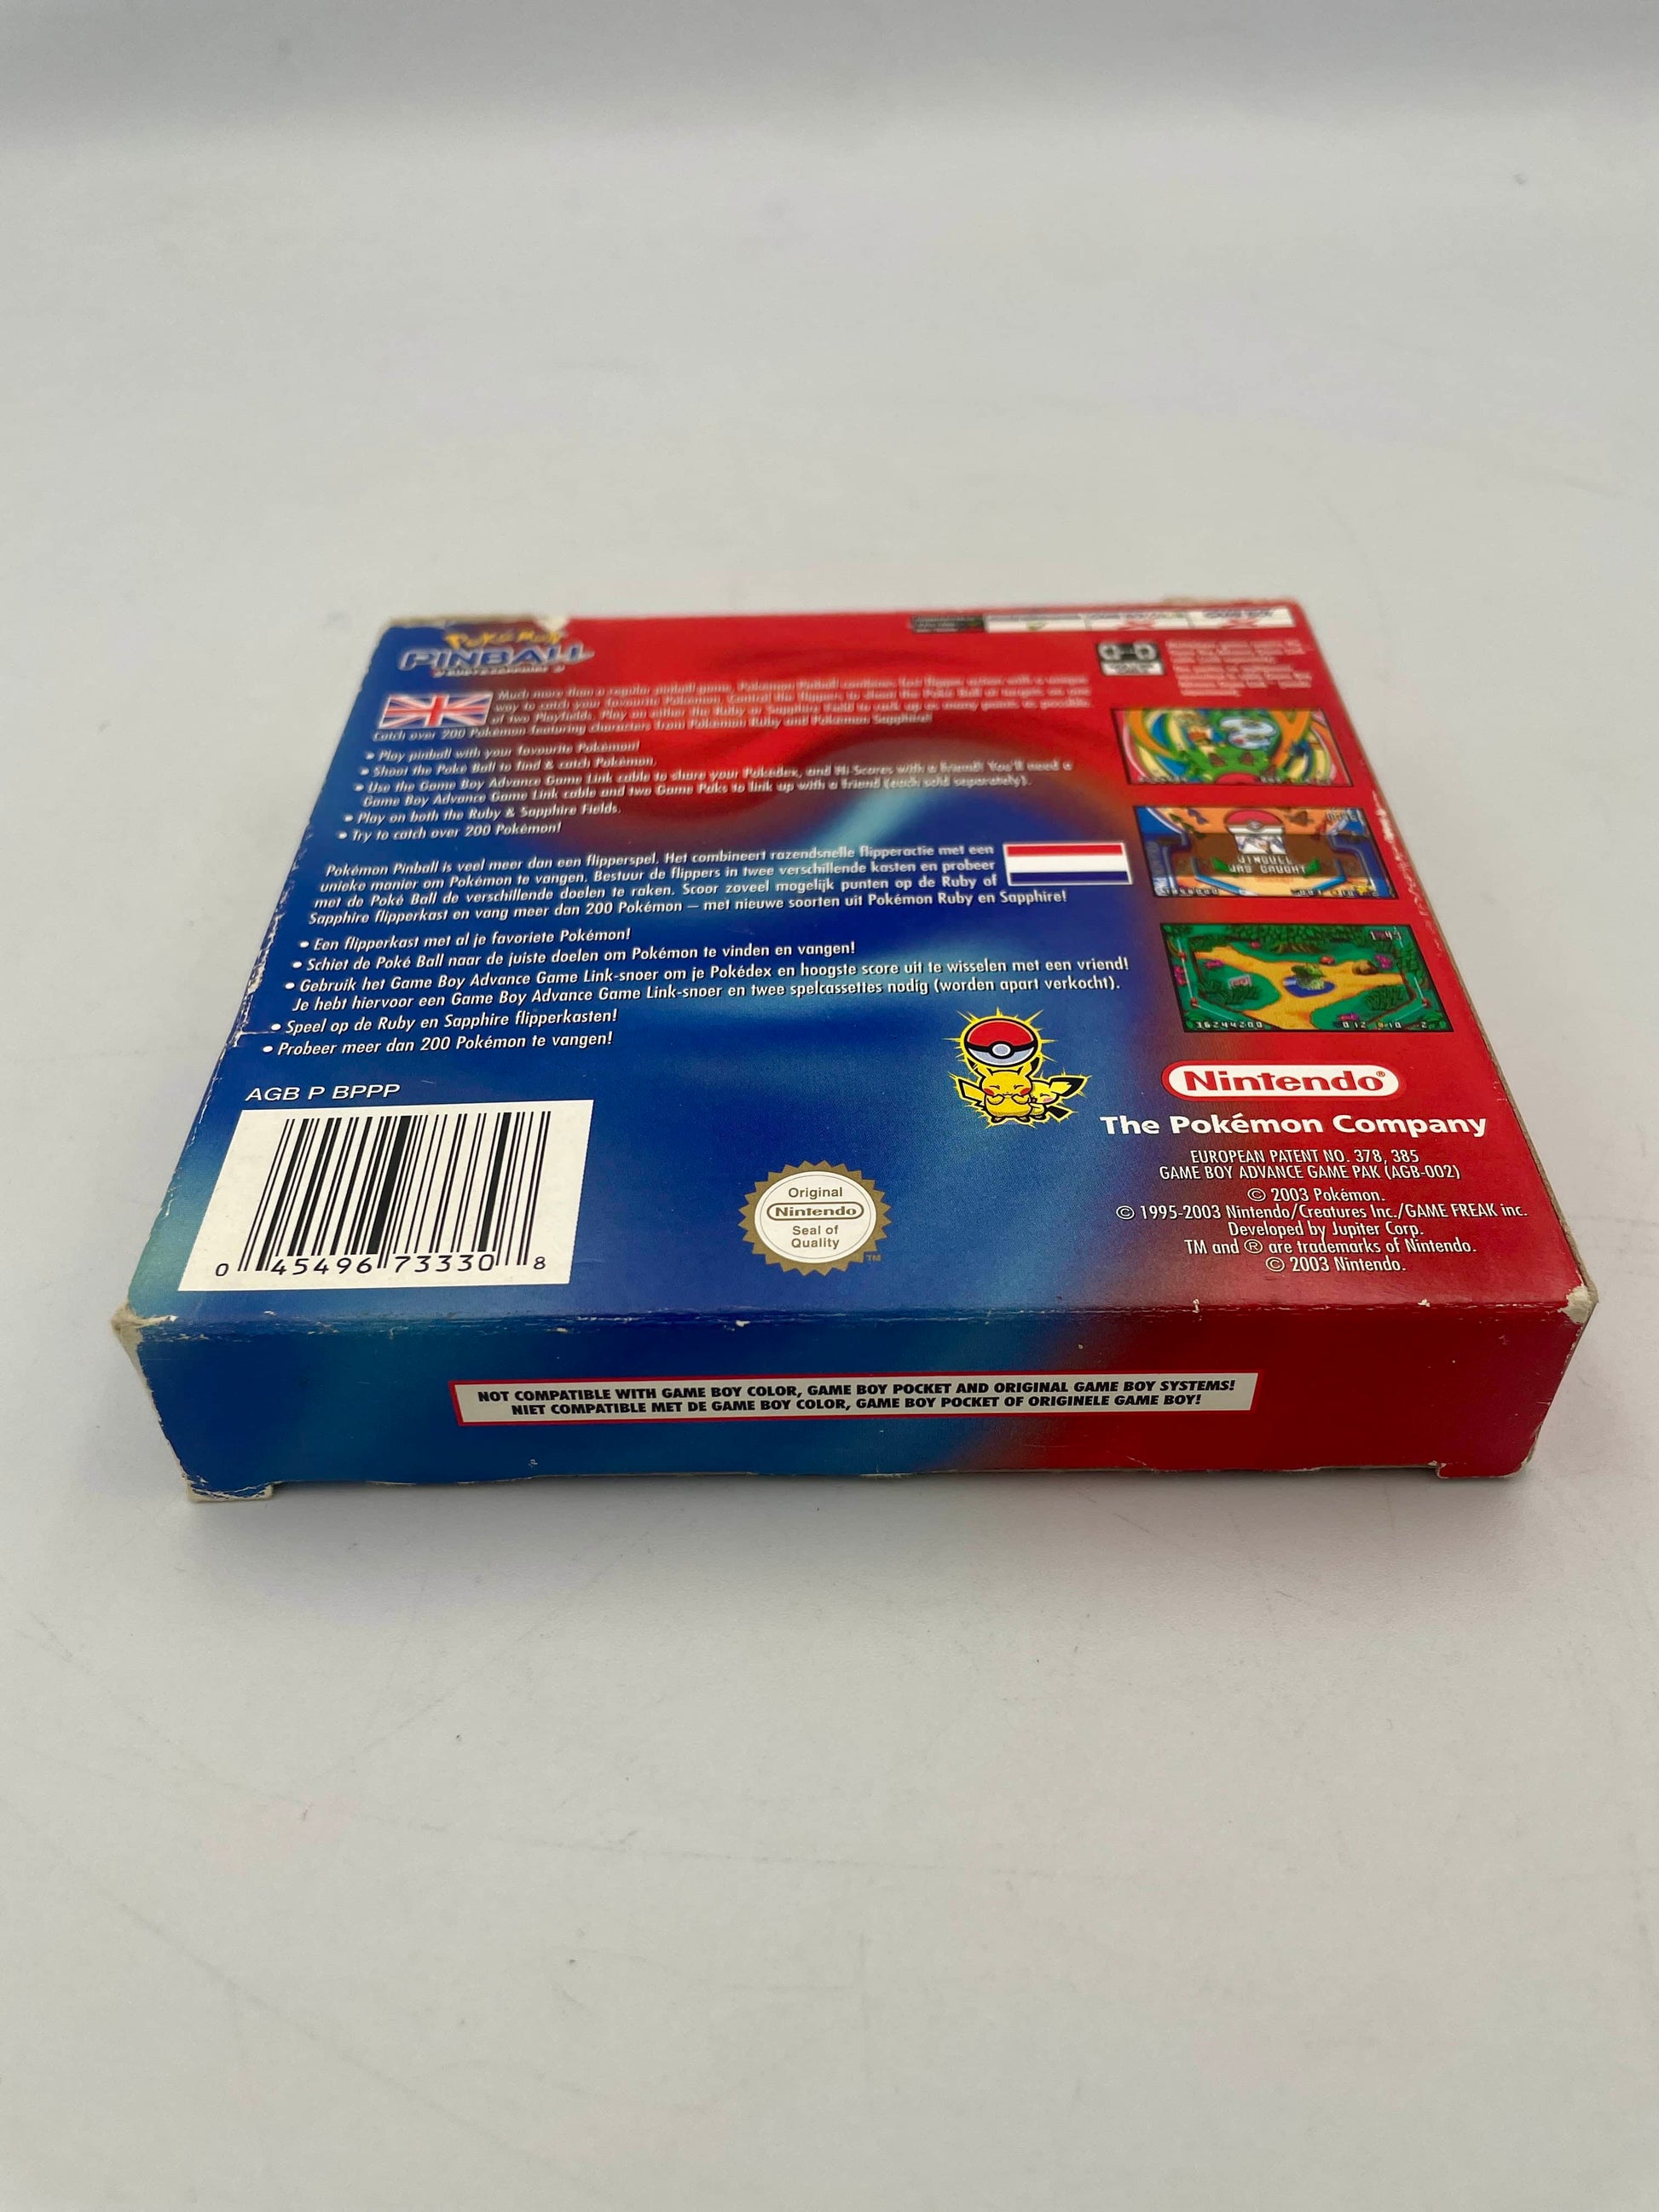 POKéMON
PINBALL
RUBY & SAPPHIRE
Much more than a regular pinball game, Pokémon Pinball combines fast flipper action with a unique
way to catch your favourite Pokémon. Control the flippers to shoot the Poké Ball at targets on one
of two Playfields. Play on either the Ruby or Sapphire Field to rack up as many points as possible.
Catch over 200 Pokémon featuring characters from Pokémon Ruby and Pokémon Sapphire!
• Play pinball with your favourite Pokémon!
• Shoot the Poké Ball to find & catch Pokémon.
• Use the Game Boy Advance Game Link cable to share your Pokédex, and Hi-Scores with a friend! You'll need a
Game Boy Advance Game Link cable and two Game Paks to link up with a friend (each sold separately).
• Play on both the Ruby & Sapphire Fields.
• Try to catch over 200 Pokémon!
Pokémon Pinball is veel meer dan een flipperspel. Het combineert razendsnelle flipperactie met een
unieke manier om Pokémon te vangen. Bestuur de flippers in twee verschillende kasten en probeer
met de Poké Ball de verschillende doelen te raken. Scoor zoveel mogelijk punten op de Ruby of
Sapphire flipperkast en vang meer dan 200 Pokémon – met nieuwe soorten uit Pokémon Ruby en Sapphire!
• Een flipperkast met al je favoriete Pokémon!
• Schiet de Poké Ball naar de juiste doelen om Pokémon te vinden en vangen!
• Gebruik het Game Boy Advance Game Link-snoer om je Pokédex en hoogste score uit te wisselen met een vriend!
Je hebt hiervoor een Game Boy Advance Game Link-snoer en twee spelcassettes nodig (worden apart verkocht).
• Speel op de Ruby en Sapphire flipperkasten!
• Probeer meer dan 200 Pokémon te vangen!
WINGULL
WAS CAUGHT
AGB P BPPP
0 45496 73330 8
Original
Nintendo
Seal of
Quality
TM
Nintendo®
The Pokémon Company
EUROPEAN PATENT NO. 378, 385
GAME BOY ADVANCE GAME PAK (AGB-002)
© 2003 Pokémon.
© 1995-2003 Nintendo/Creatures Inc./GAME FREAK inc.
Developed by Jupiter Corp.
TM and ® are trademarks of Nintendo.
© 2003 Nintendo.
NOT COMPATIBLE WITH GAME BOY COLOR, GAME BOY POCKET AND ORIGINAL GAME BOY SYSTEMS!
NIET COMPATIBLE MET DE GAME BOY COLOR, GAME BOY POCKET OF ORIGINELE GAME BOY!